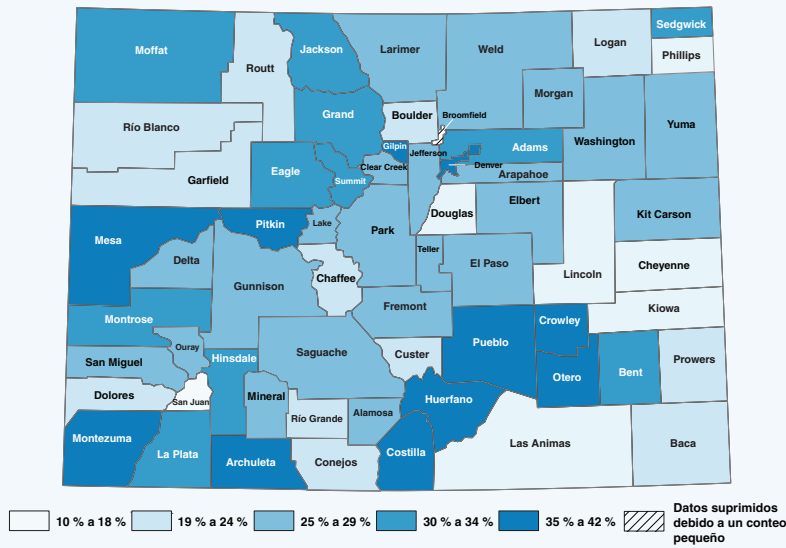 Sedgwick
Moffat
Jackson
Larimer
Weld
Logan
Phillips
Routt
Morgan
Grand
Boulder
Broomfield
Yuma
Río Blanco
Washington
Gilpin
Jefferson
Adams
Clear Creek
Denver
Eagle
Arapahoe
Garfield
Summit
Elbert
Douglas
Kit Carson
Pitkin
Lake
Park
Mesa
Teller
Delta
El Paso
Cheyenne
Lincoln
Chaffee
Gunnison
Fremont
Kiowa
Montrose
Crowley
Pueblo
Ouray
Saguache
Custer
Hinsdale
Prowers
San Miguel
Bent
Otero
Dolores
San Juan
Mineral
Huerfano
Alamosa
Río Grande
Montezuma
Las Animas
Baca
La Plata
Costilla
Archuleta
Conejos
10 % a 18 %
19 % a 24 %
25 % a 29 %
30 % a 34 %
35 % a 42 %
Datos suprimidos
debido a un conteo
pequeño